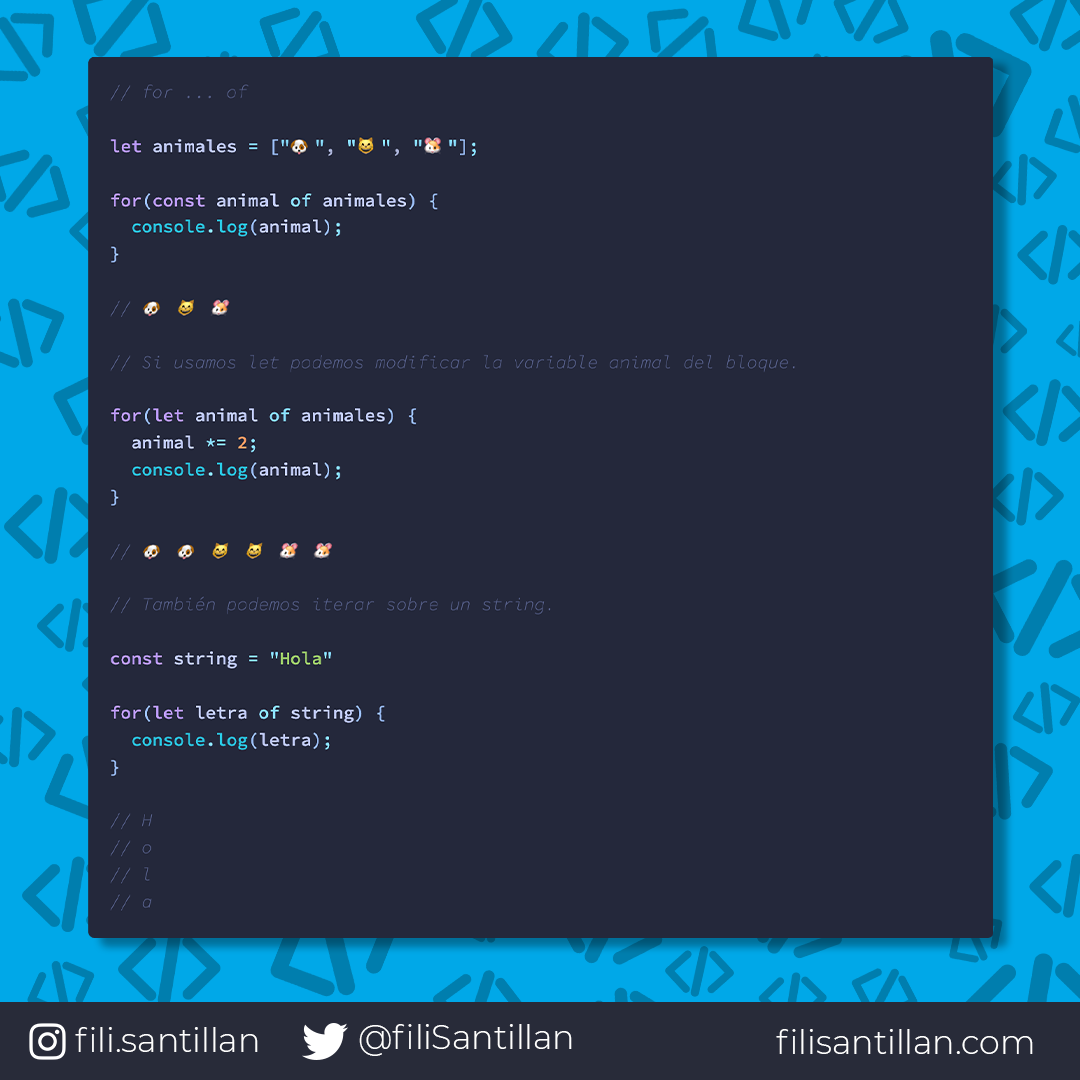 // for ... of
let animales = ["🐶", "😺", "🐹"];
for(const animal of animales) {
  console.log(animal);
}
// 🐶 😺 🐹
// Si usamos let podemos modificar la variable animal del bloque.
for(let animal of animales) {
  animal *= 2;
  console.log(animal);
}
// 🐶 🐶 😺 😺 🐹 🐹
// También podemos iterar sobre un string.
const string = "Hola"
for(let letra of string) {
  console.log(letra);
}
// H
// o
// l
// a
fili.santillan @filiSantillan filisantillan.com